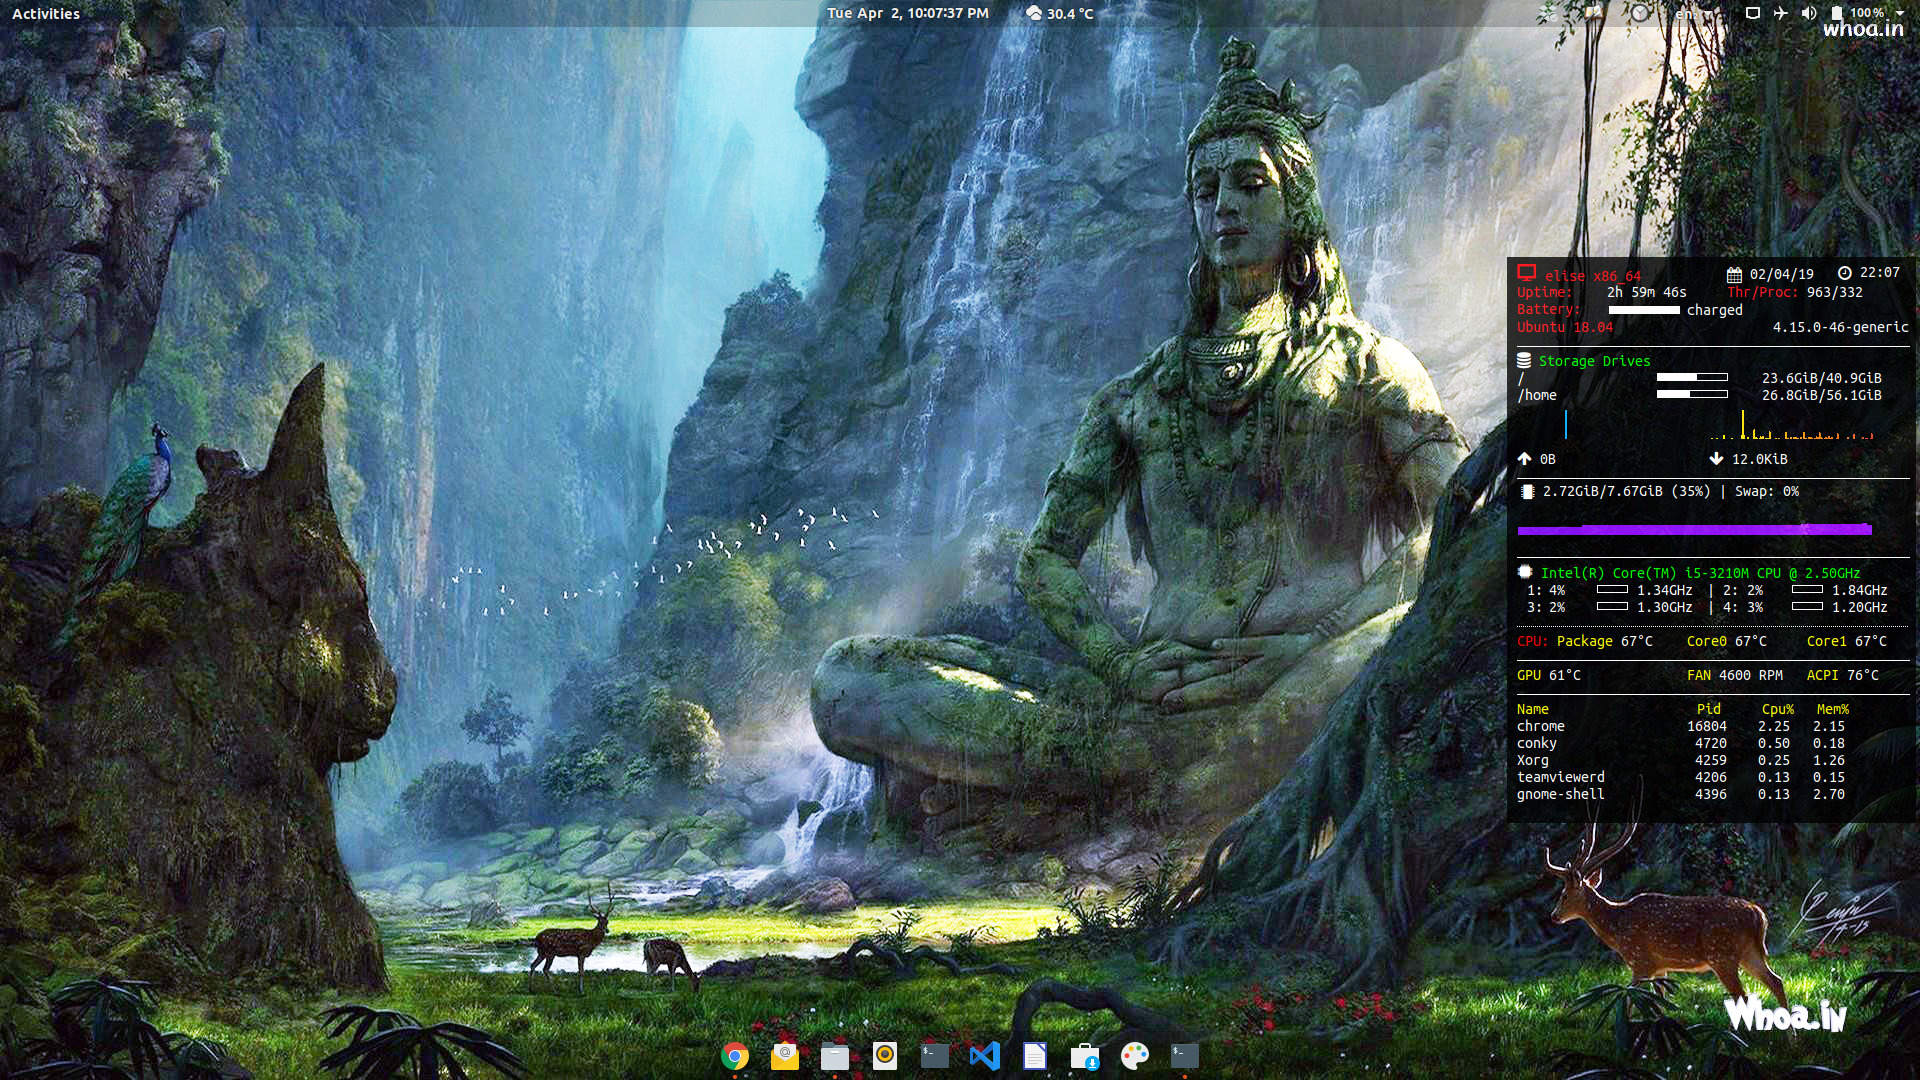 Activities
Tue Apr 2, 10:07:37 PM 30.4 °C
en₂ 100 %
whoa.in
elise x86_64 02/04/19 22:07
Uptime: 2h 59m 46s Thr/Proc: 963/332
Battery: charged
Ubuntu 18.04 4.15.0-46-generic
Storage Drives
/ 23.6GiB/40.9GiB
/home 26.8GiB/56.1GiB
0B 12.0KiB
2.72GiB/7.67GiB (35%) | Swap: 0%
Intel(R) Core(TM) i5-3210M CPU @ 2.50GHz
1: 4% 1.34GHz | 2: 2% 1.84GHz
3: 2% 1.30GHz | 4: 3% 1.20GHz
CPU: Package 67°C Core0 67°C Core1 67°C
GPU 61°C FAN 4600 RPM ACPI 76°C
Name Pid Cpu% Mem%
chrome 16804 2.25 2.15
conky 4720 0.50 0.18
Xorg 4259 0.25 1.26
teamviewerd 4206 0.13 0.15
gnome-shell 4396 0.13 2.70
4-15
Whoa.in